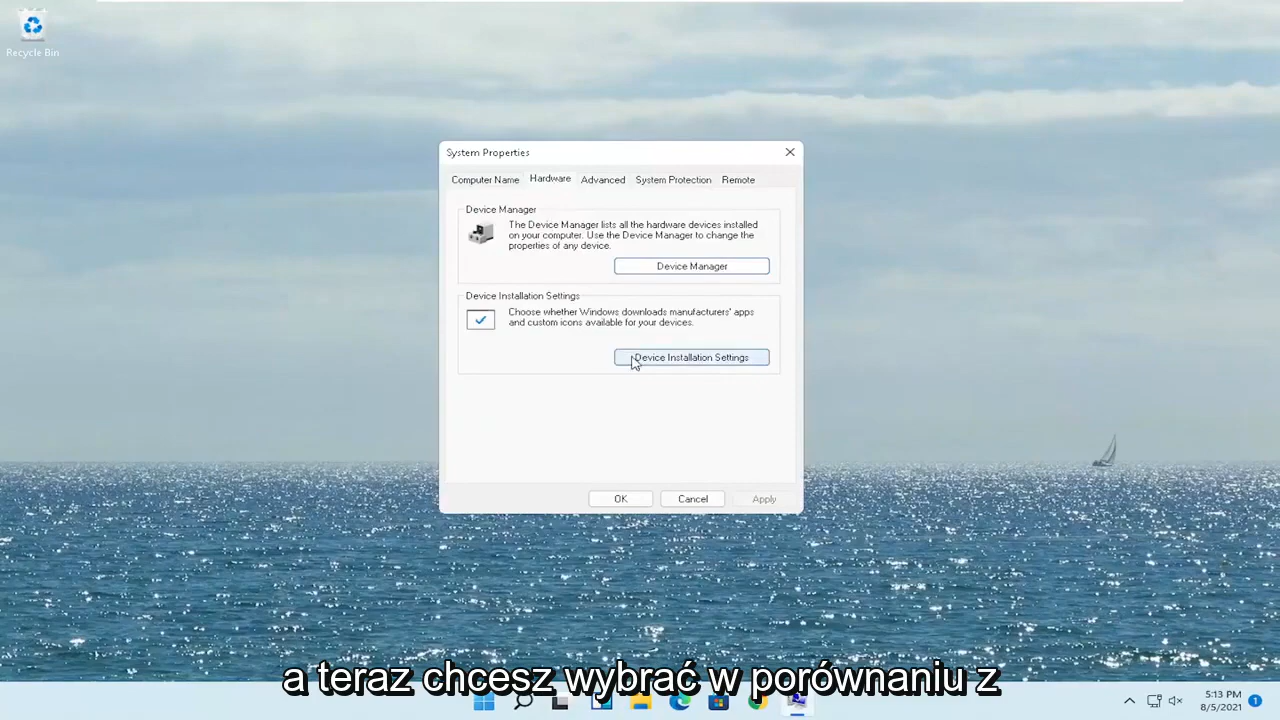 Recycle Bin
System Properties
Computer Name Hardware Advanced System Protection Remote
Device Manager
The Device Manager lists all the hardware devices installed
on your computer. Use the Device Manager to change the
properties of any device.
Device Manager
Device Installation Settings
Choose whether Windows downloads manufacturers' apps
and custom icons available for your devices.
Device Installation Settings
OK Cancel Apply
a teraz chcesz wybrać w porównaniu z
5:13 PM
8/5/2021
1